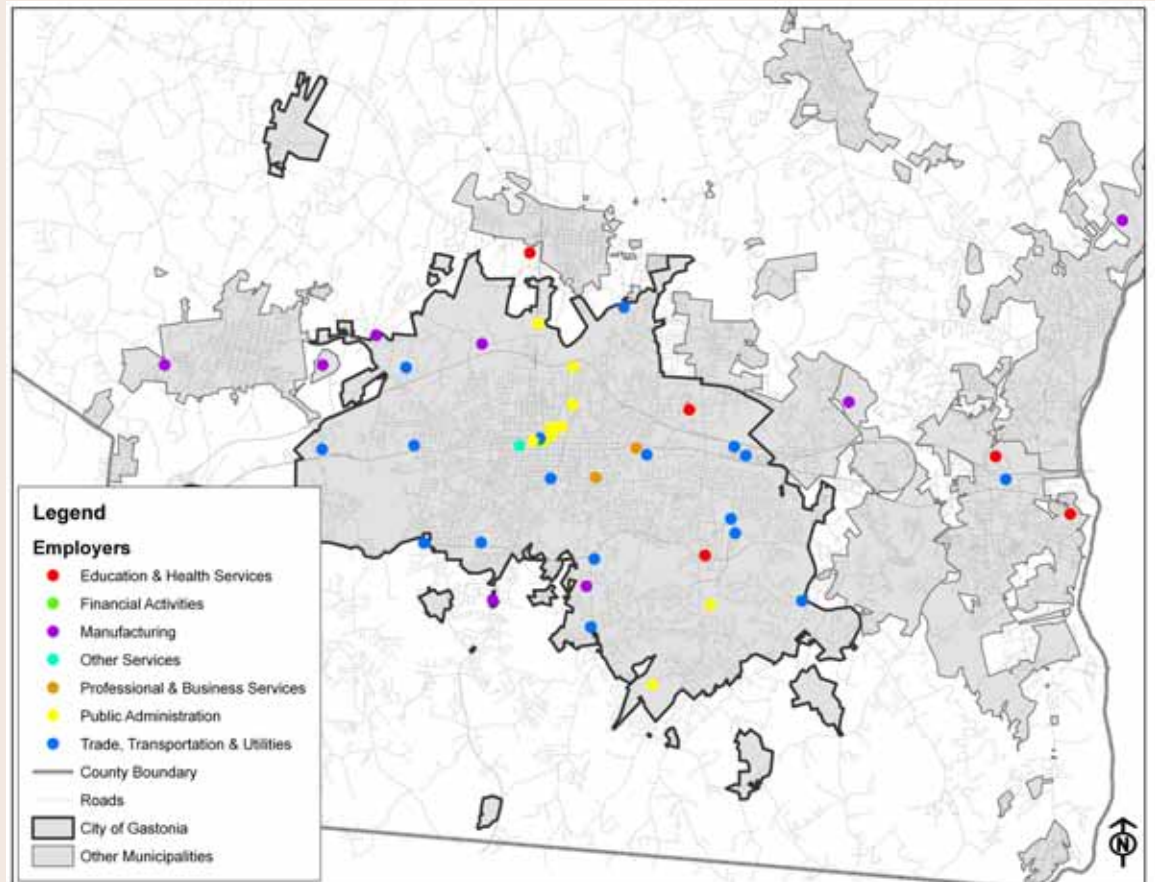 Legend
Employers
Education & Health Services
Financial Activities
Manufacturing
Other Services
Professional & Business Services
Public Administration
Trade, Transportation & Utilities
County Boundary
Roads
City of Gastonia
Other Municipalities
N